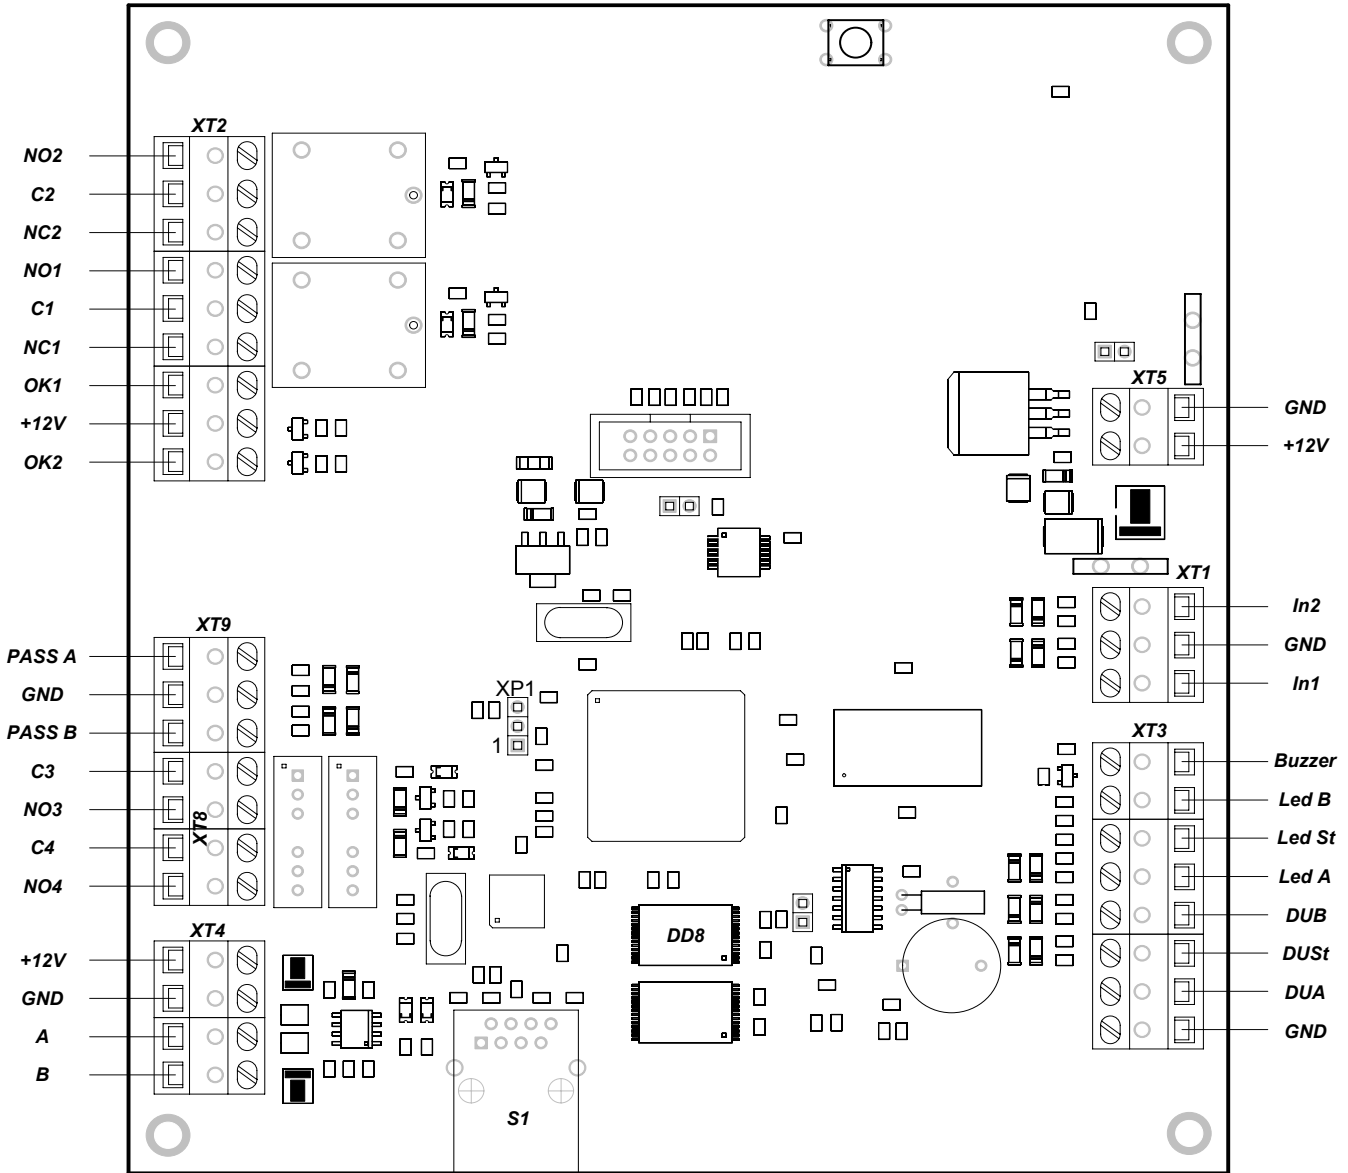 XT2
NO2
C2
NC2
NO1
C1
NC1
OK1
+12V
OK2
XT5
GND
+12V
XT1
In2
GND
In1
XT9
PASS A
GND
PASS B
C3
NO3
XT8
C4
NO4
XP1
1
XT3
Buzzer
Led B
Led St
Led A
DUB
DUSt
DUA
GND
XT4
+12V
GND
A
B
DD8
S1